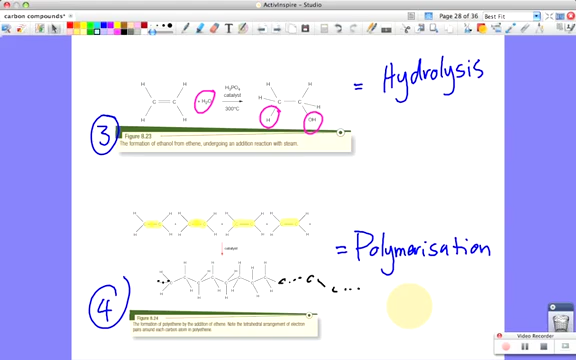 ActivInspire – Studio
carbon compounds*
Page 28 of 36
Best Fit
H H
C = C
H H
+ H₂O
H₃PO₄
catalyst
300°C
H H
H C C H
H OH
= Hydrolysis
3
Figure 8.23
The formation of ethanol from ethene, undergoing an addition reaction with steam.
catalyst
= Polymerisation
4
Figure 8.24
The formation of polyethene by the addition of ethene. Note the tetrahedral arrangement of electron
pairs around each carbon atom in polyethene.
Video Recorder